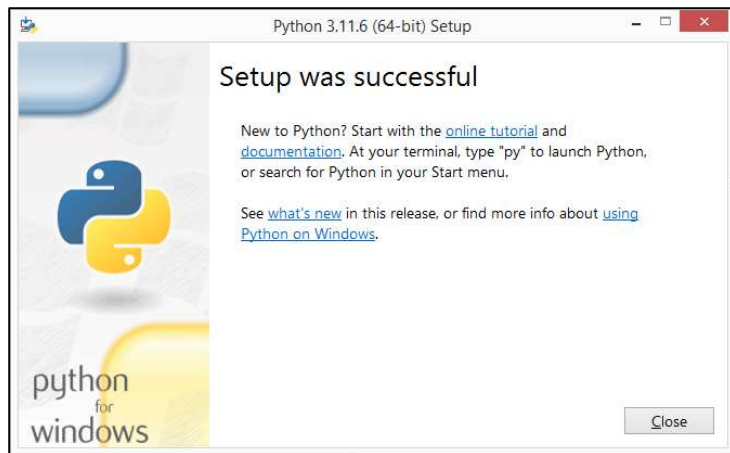 Python 3.11.6 (64-bit) Setup
Setup was successful
New to Python? Start with the online tutorial and
documentation. At your terminal, type "py" to launch Python,
or search for Python in your Start menu.
See what's new in this release, or find more info about using
Python on Windows.
python
for
windows
Close